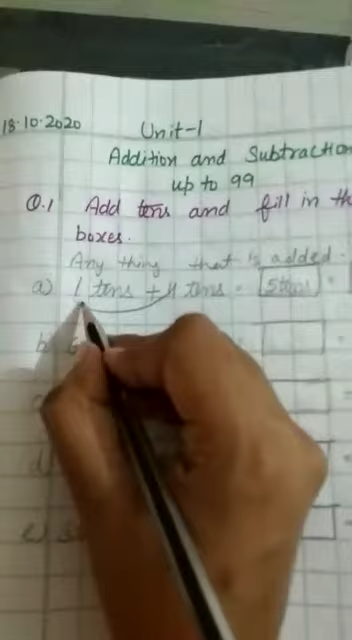 18.10.2020 Unit-1
Addition and Subtraction
up to 99
Q.1 Add tens and fill in the
boxes.
Any thing that is added.
a) 1 tens + 4 tens = 5 tens =
b)
d)
e)